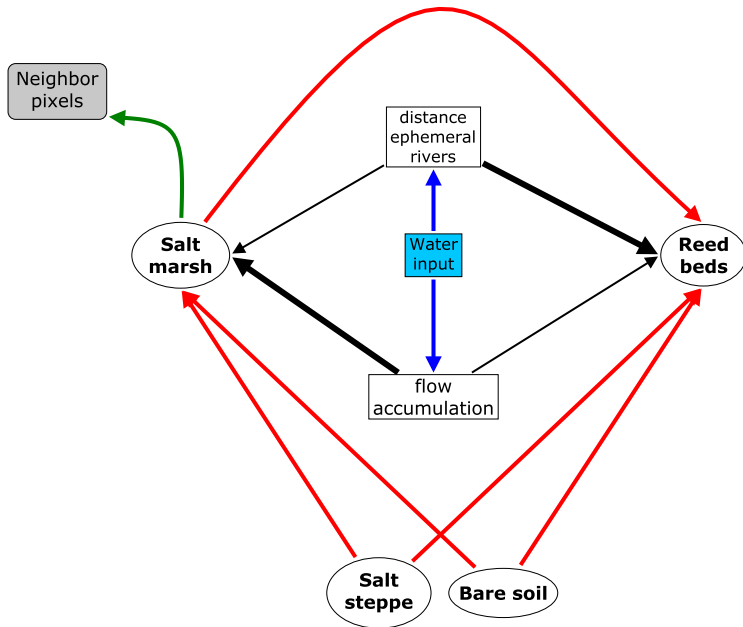 Neighbor
pixels
distance
ephemeral
rivers
Salt
marsh
Water
input
Reed
beds
flow
accumulation
Salt
steppe
Bare soil